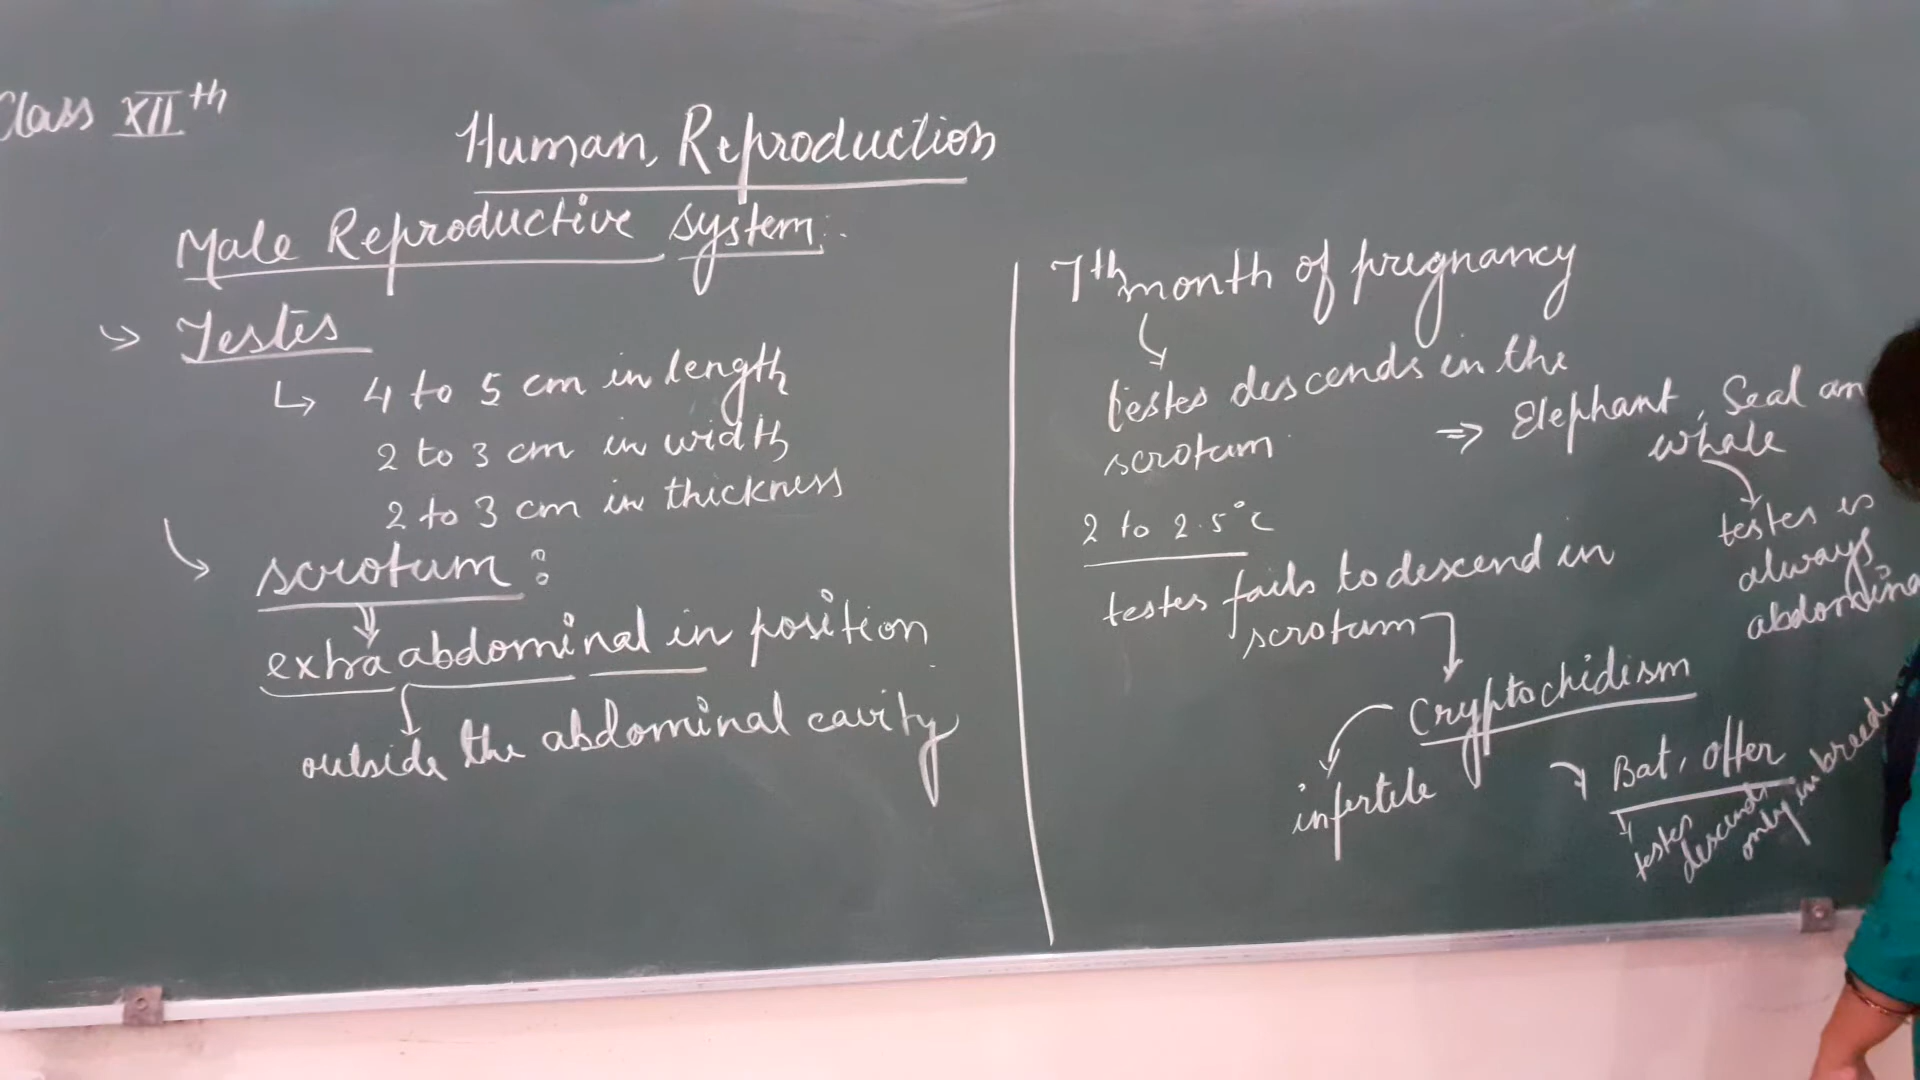 Class XIIth
Human Reproduction
Male Reproductive system:
Testes
4 to 5 cm in length
2 to 3 cm in width
2 to 3 cm in thickness
scrotum:
extra abdominal in position
outside the abdominal cavity
7th month of pregnancy
testes descends in the
scrotum
2 to 2.5°C
testes fails to descend in
scrotum
Cryptochidism
infertile
⇒ Elephant, Seal an
whale
testes is
always
abdomina
Bat, otter
testes
descends
only in breedin